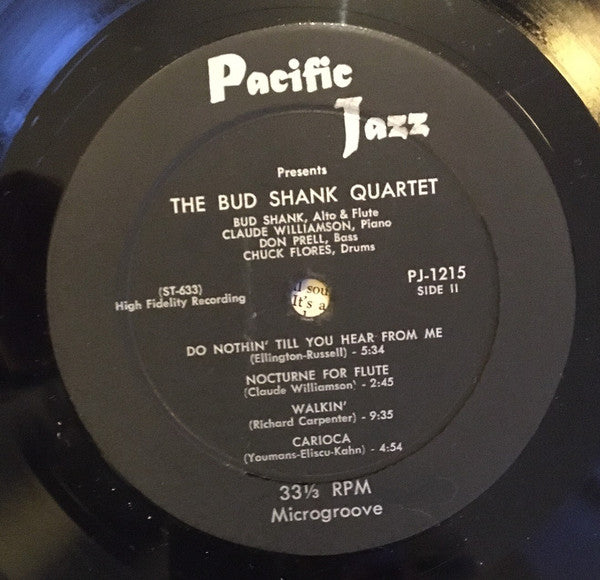 Pacific
Jazz
Presents
THE BUD SHANK QUARTET
BUD SHANK, Alto & Flute
CLAUDE WILLIAMSON, Piano
DON PRELL, Bass
CHUCK FLORES, Drums
(ST-633)
High Fidelity Recording
PJ-1215
SIDE II
sou
It's a
DO NOTHIN' TILL YOU HEAR FROM ME
(Ellington-Russell) - 5:34
NOCTURNE FOR FLUTE
(Claude Williamson) - 2:45
WALKIN'
(Richard Carpenter) - 9:35
CARIOCA
(Youmans-Eliscu-Kahn) - 4:54
33⅓ RPM
Microgroove